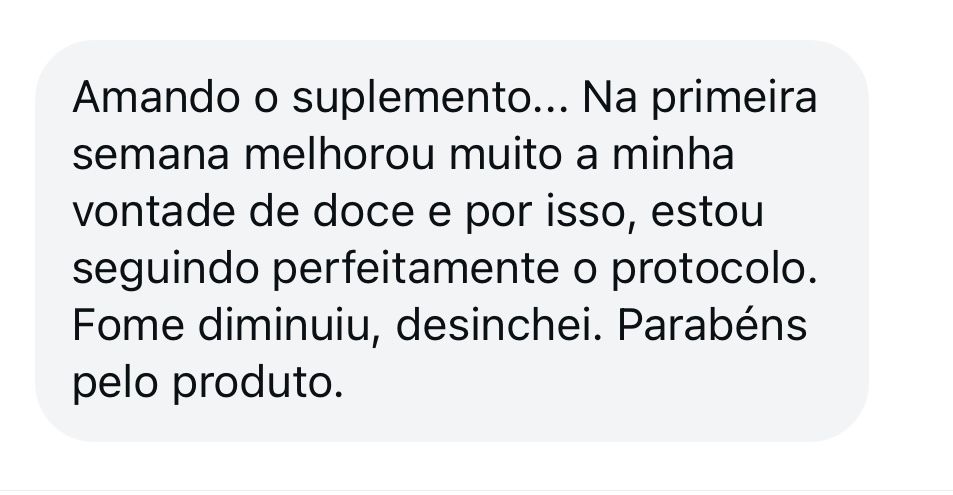 Amando o suplemento... Na primeira
semana melhorou muito a minha
vontade de doce e por isso, estou
seguindo perfeitamente o protocolo.
Fome diminuiu, desinchei. Parabéns
pelo produto.